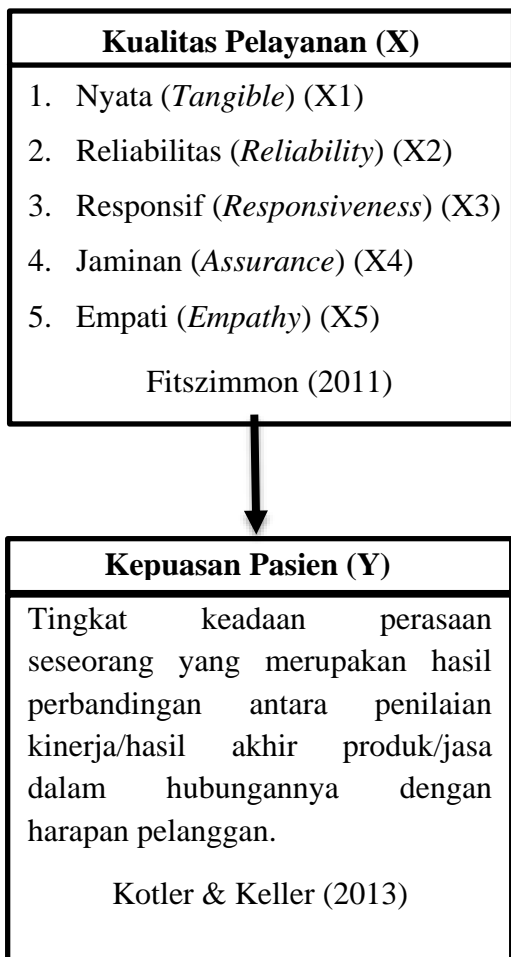 Kualitas Pelayanan (X)
1. Nyata (Tangible) (X1)
2. Reliabilitas (Reliability) (X2)
3. Responsif (Responsiveness) (X3)
4. Jaminan (Assurance) (X4)
5. Empati (Empathy) (X5)
Fitszimmon (2011)
Kepuasan Pasien (Y)
Tingkat keadaan perasaan
seseorang yang merupakan hasil
perbandingan antara penilaian
kinerja/hasil akhir produk/jasa
dalam hubungannya dengan
harapan pelanggan.
Kotler & Keller (2013)